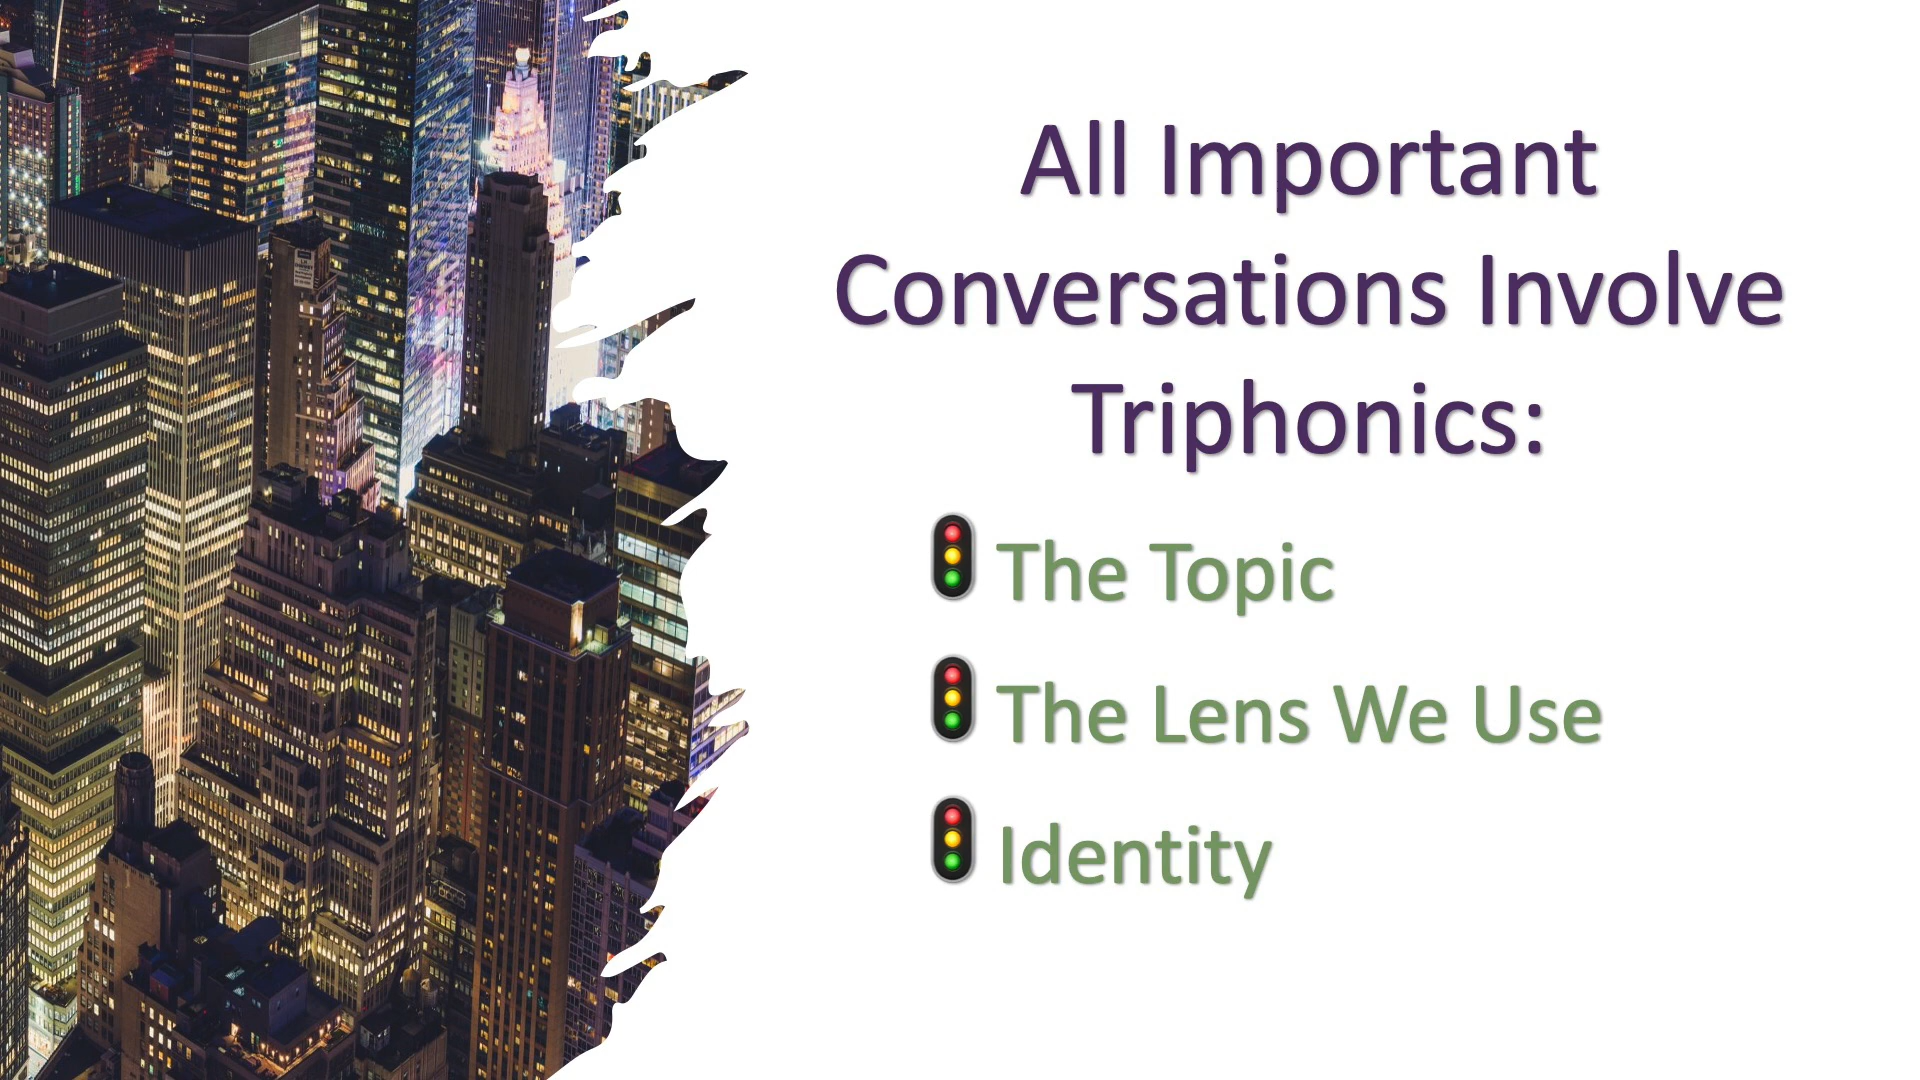 All Important
Conversations Involve
Triphonics:
The Topic
The Lens We Use
Identity